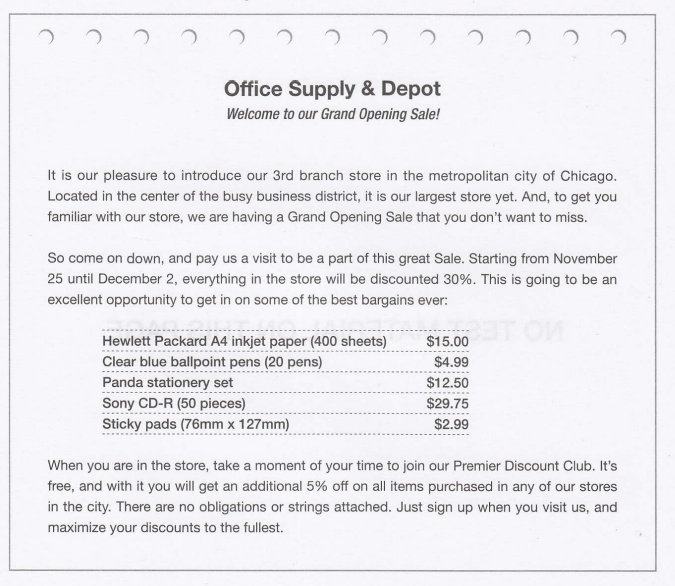 Office Supply & Depot
Welcome to our Grand Opening Sale!
It is our pleasure to introduce our 3rd branch store in the metropolitan city of Chicago.
Located in the center of the busy business district, it is our largest store yet. And, to get you
familiar with our store, we are having a Grand Opening Sale that you don't want to miss.
So come on down, and pay us a visit to be a part of this great Sale. Starting from November
25 until December 2, everything in the store will be discounted 30%. This is going to be an
excellent opportunity to get in on some of the best bargains ever:
Hewlett Packard A4 inkjet paper (400 sheets) $15.00
Clear blue ballpoint pens (20 pens) $4.99
Panda stationery set $12.50
Sony CD-R (50 pieces) $29.75
Sticky pads (76mm x 127mm) $2.99
When you are in the store, take a moment of your time to join our Premier Discount Club. It's
free, and with it you will get an additional 5% off on all items purchased in any of our stores
in the city. There are no obligations or strings attached. Just sign up when you visit us, and
maximize your discounts to the fullest.